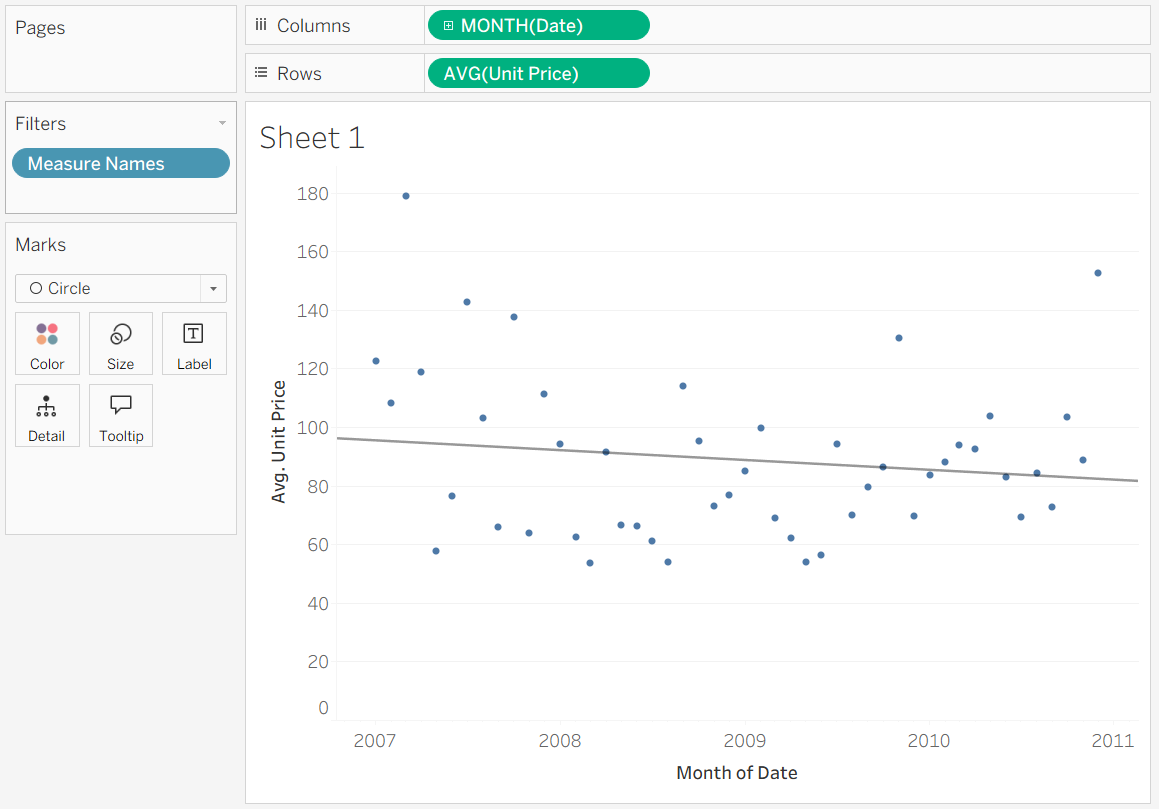 Pages
Columns
MONTH(Date)
Rows
AVG(Unit Price)
Filters
Measure Names
Marks
Circle
Color
Size
T
Label
Detail
Tooltip
Sheet 1
180
160
140
120
100
80
60
40
20
0
Avg. Unit Price
2007 2008 2009 2010 2011
Month of Date